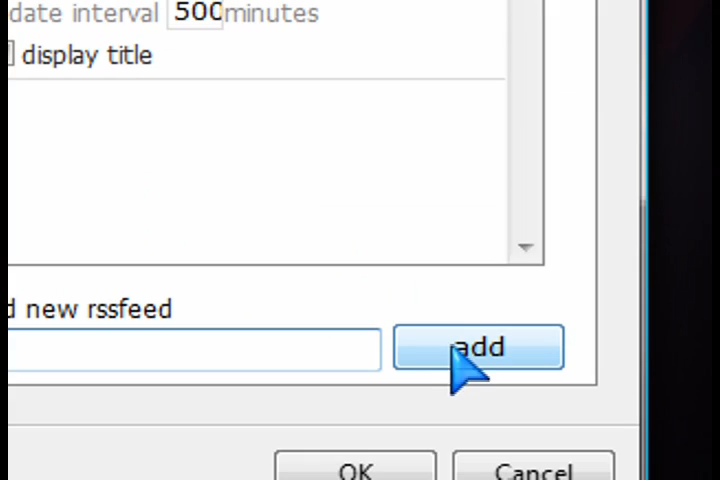 date interval 500 minutes
display title
d new rssfeed
add
OK
Cancel